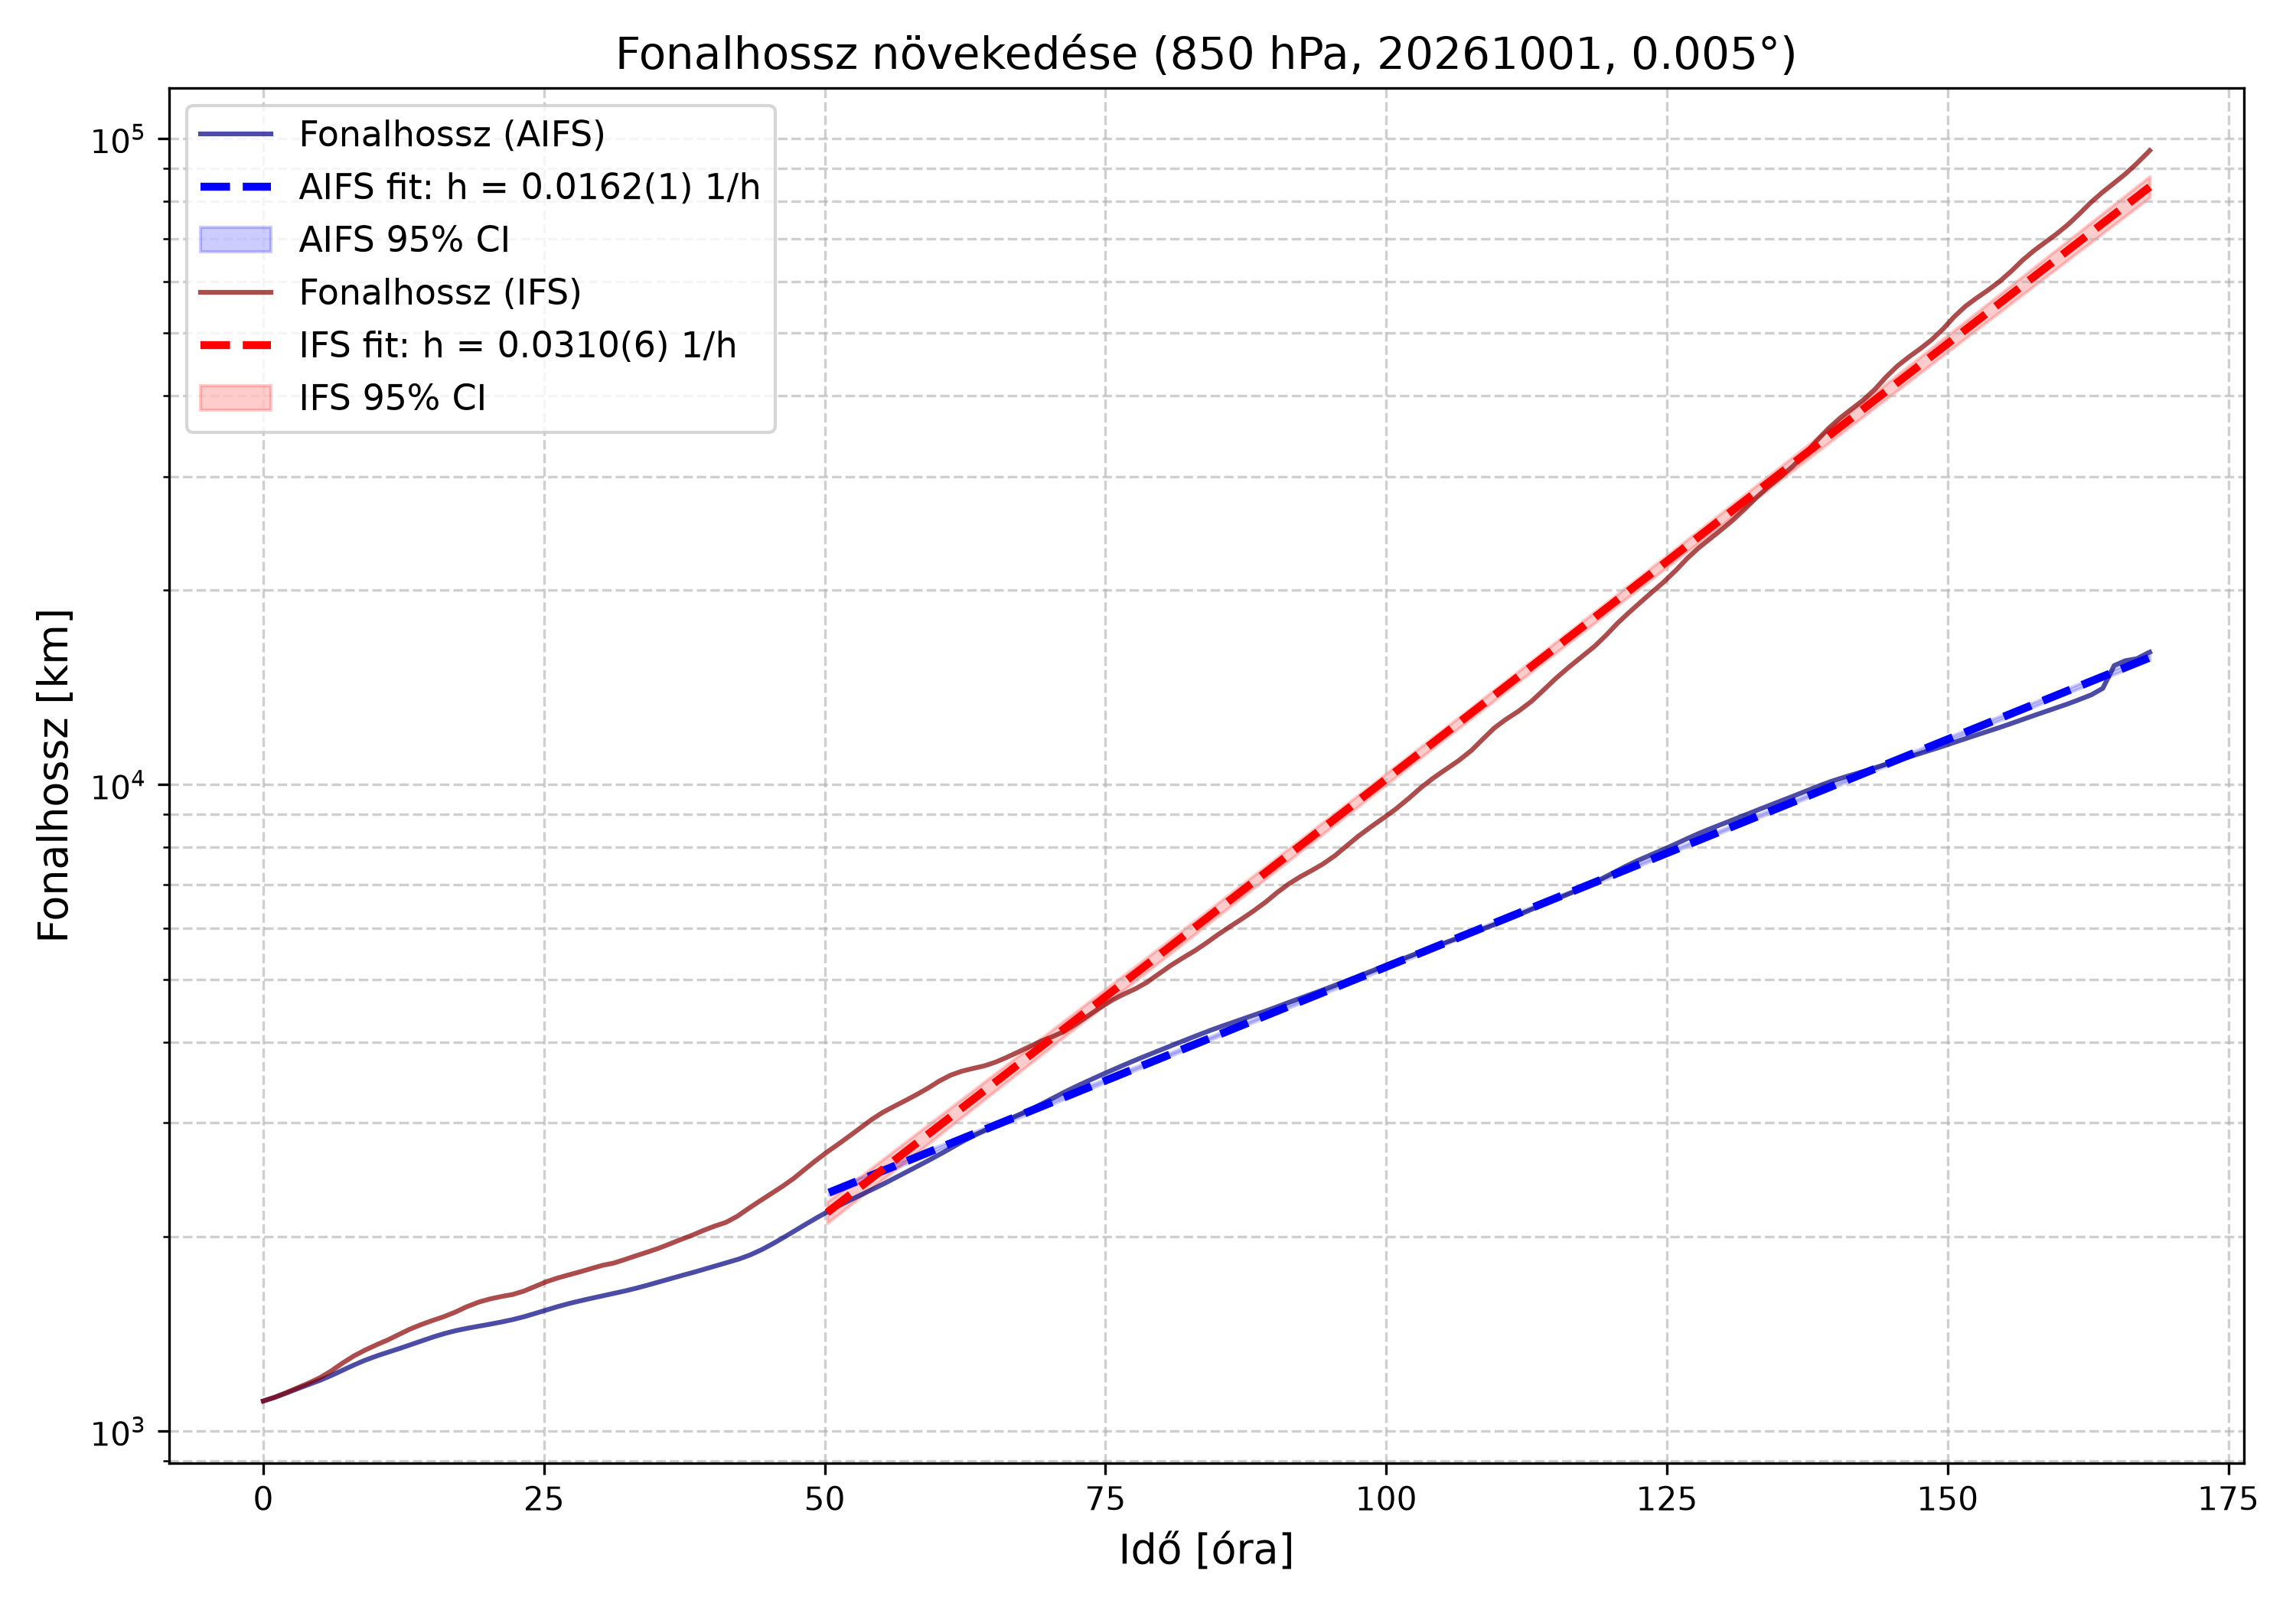 Fonalhossz növekedése (850 hPa, 20261001, 0.005°)
Fonalhossz (AIFS)
AIFS fit: h = 0.0162(1) 1/h
AIFS 95% CI
Fonalhossz (IFS)
IFS fit: h = 0.0310(6) 1/h
IFS 95% CI
Fonalhossz [km]
10⁵
10⁴
10³
0 25 50 75 100 125 150 175
Idő [óra]